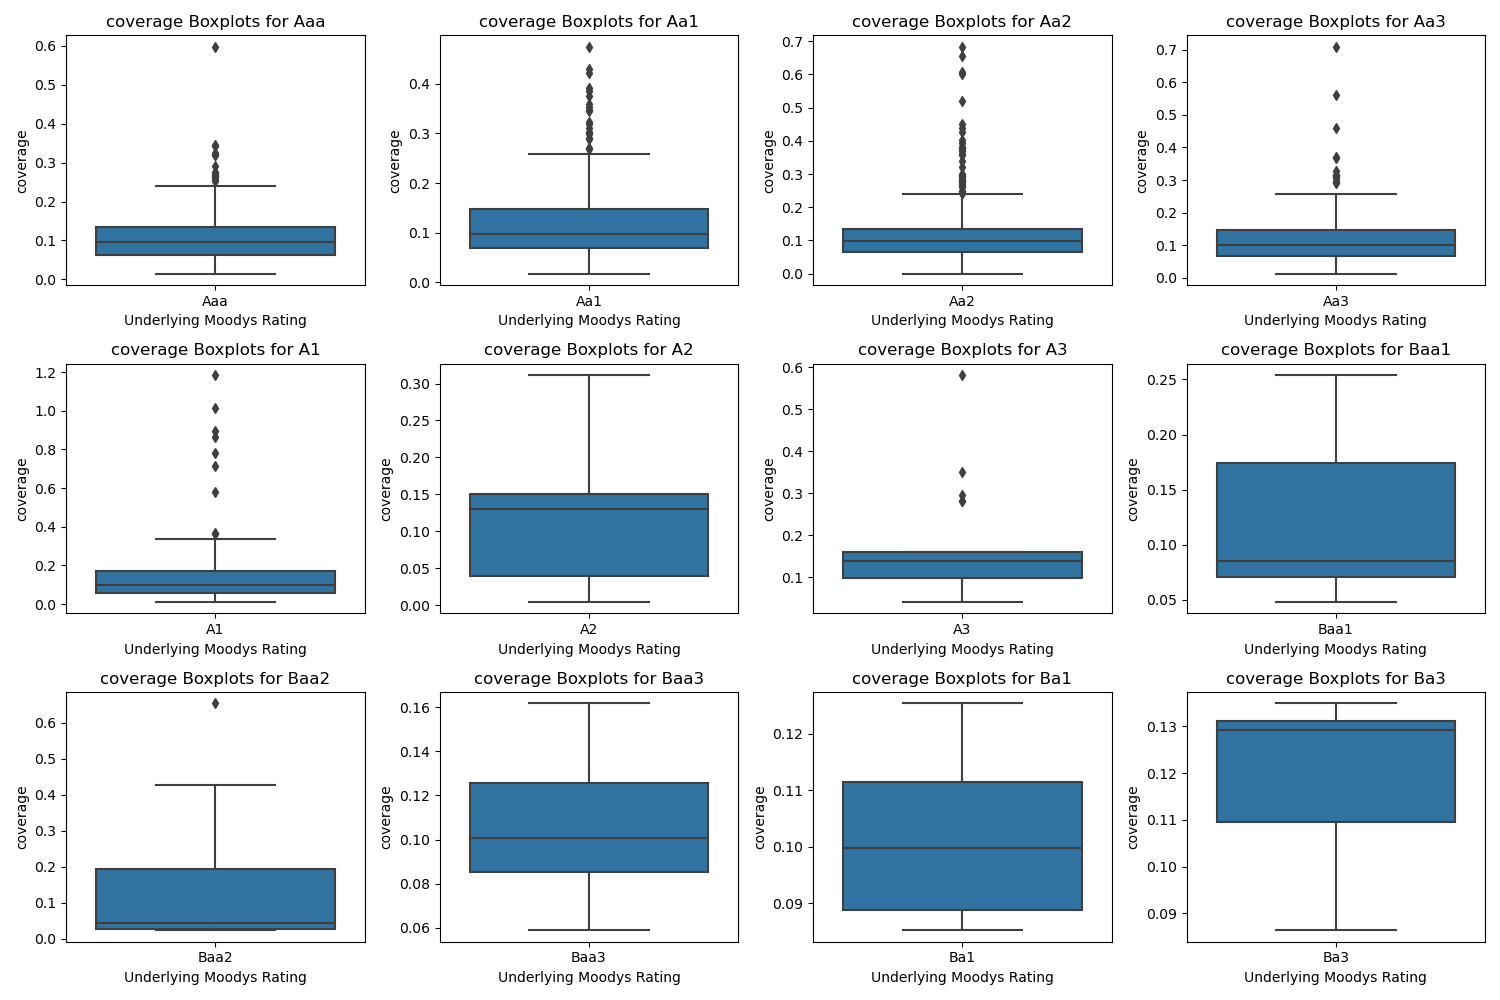 coverage Boxplots for Aaa
0.6
0.5
0.4
0.3
0.2
0.1
0.0
coverage
Aaa
Underlying Moodys Rating
coverage Boxplots for Aa1
0.4
0.3
0.2
0.1
0.0
coverage
Aa1
Underlying Moodys Rating
coverage Boxplots for Aa2
0.7
0.6
0.5
0.4
0.3
0.2
0.1
0.0
coverage
Aa2
Underlying Moodys Rating
coverage Boxplots for Aa3
0.7
0.6
0.5
0.4
0.3
0.2
0.1
0.0
coverage
Aa3
Underlying Moodys Rating
coverage Boxplots for A1
1.2
1.0
0.8
0.6
0.4
0.2
0.0
coverage
A1
Underlying Moodys Rating
coverage Boxplots for A2
0.30
0.25
0.20
0.15
0.10
0.05
0.00
coverage
A2
Underlying Moodys Rating
coverage Boxplots for A3
0.6
0.5
0.4
0.3
0.2
0.1
coverage
A3
Underlying Moodys Rating
coverage Boxplots for Baa1
0.25
0.20
0.15
0.10
0.05
coverage
Baa1
Underlying Moodys Rating
coverage Boxplots for Baa2
0.6
0.5
0.4
0.3
0.2
0.1
0.0
coverage
Baa2
Underlying Moodys Rating
coverage Boxplots for Baa3
0.16
0.14
0.12
0.10
0.08
0.06
coverage
Baa3
Underlying Moodys Rating
coverage Boxplots for Ba1
0.12
0.11
0.10
0.09
coverage
Ba1
Underlying Moodys Rating
coverage Boxplots for Ba3
0.13
0.12
0.11
0.10
0.09
coverage
Ba3
Underlying Moodys Rating